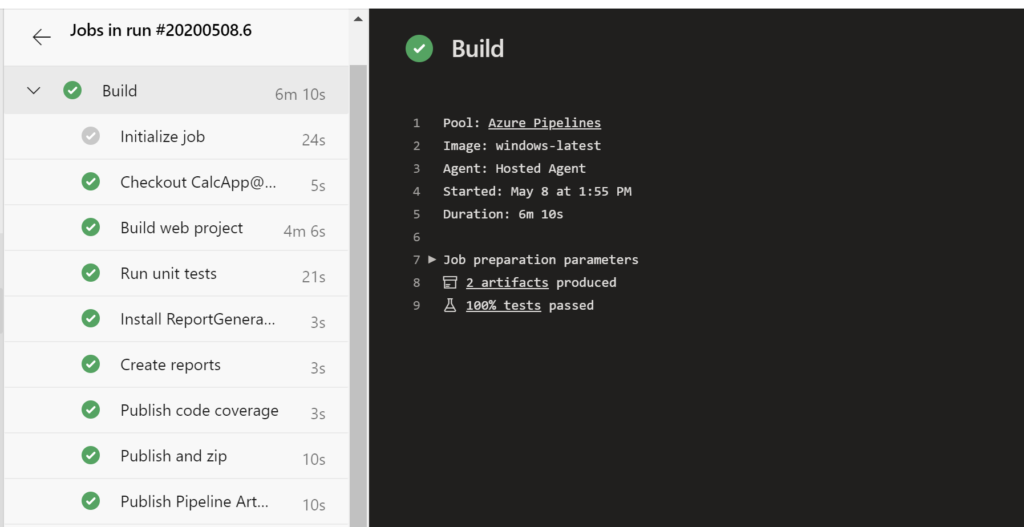 Jobs in run #20200508.6
Build 6m 10s
Initialize job 24s
Checkout CalcApp@... 5s
Build web project 4m 6s
Run unit tests 21s
Install ReportGenera... 3s
Create reports 3s
Publish code coverage 3s
Publish and zip 10s
Publish Pipeline Art... 10s
Build
1 Pool: Azure Pipelines
2 Image: windows-latest
3 Agent: Hosted Agent
4 Started: May 8 at 1:55 PM
5 Duration: 6m 10s
6
7 Job preparation parameters
8 2 artifacts produced
9 100% tests passed